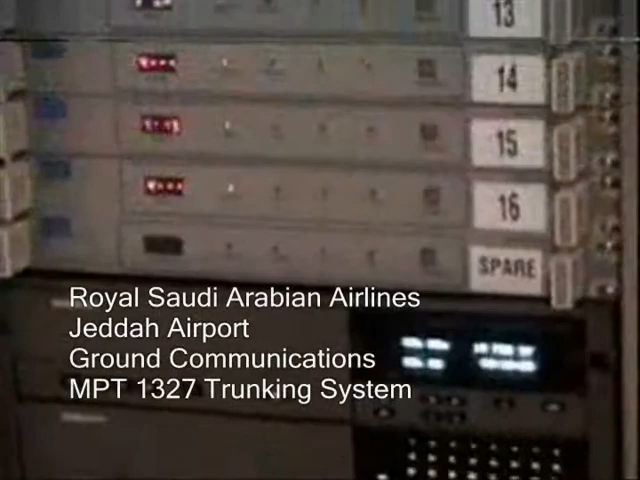 13
14
15
16
SPARE
Royal Saudi Arabian Airlines
Jeddah Airport
Ground Communications
MPT 1327 Trunking System